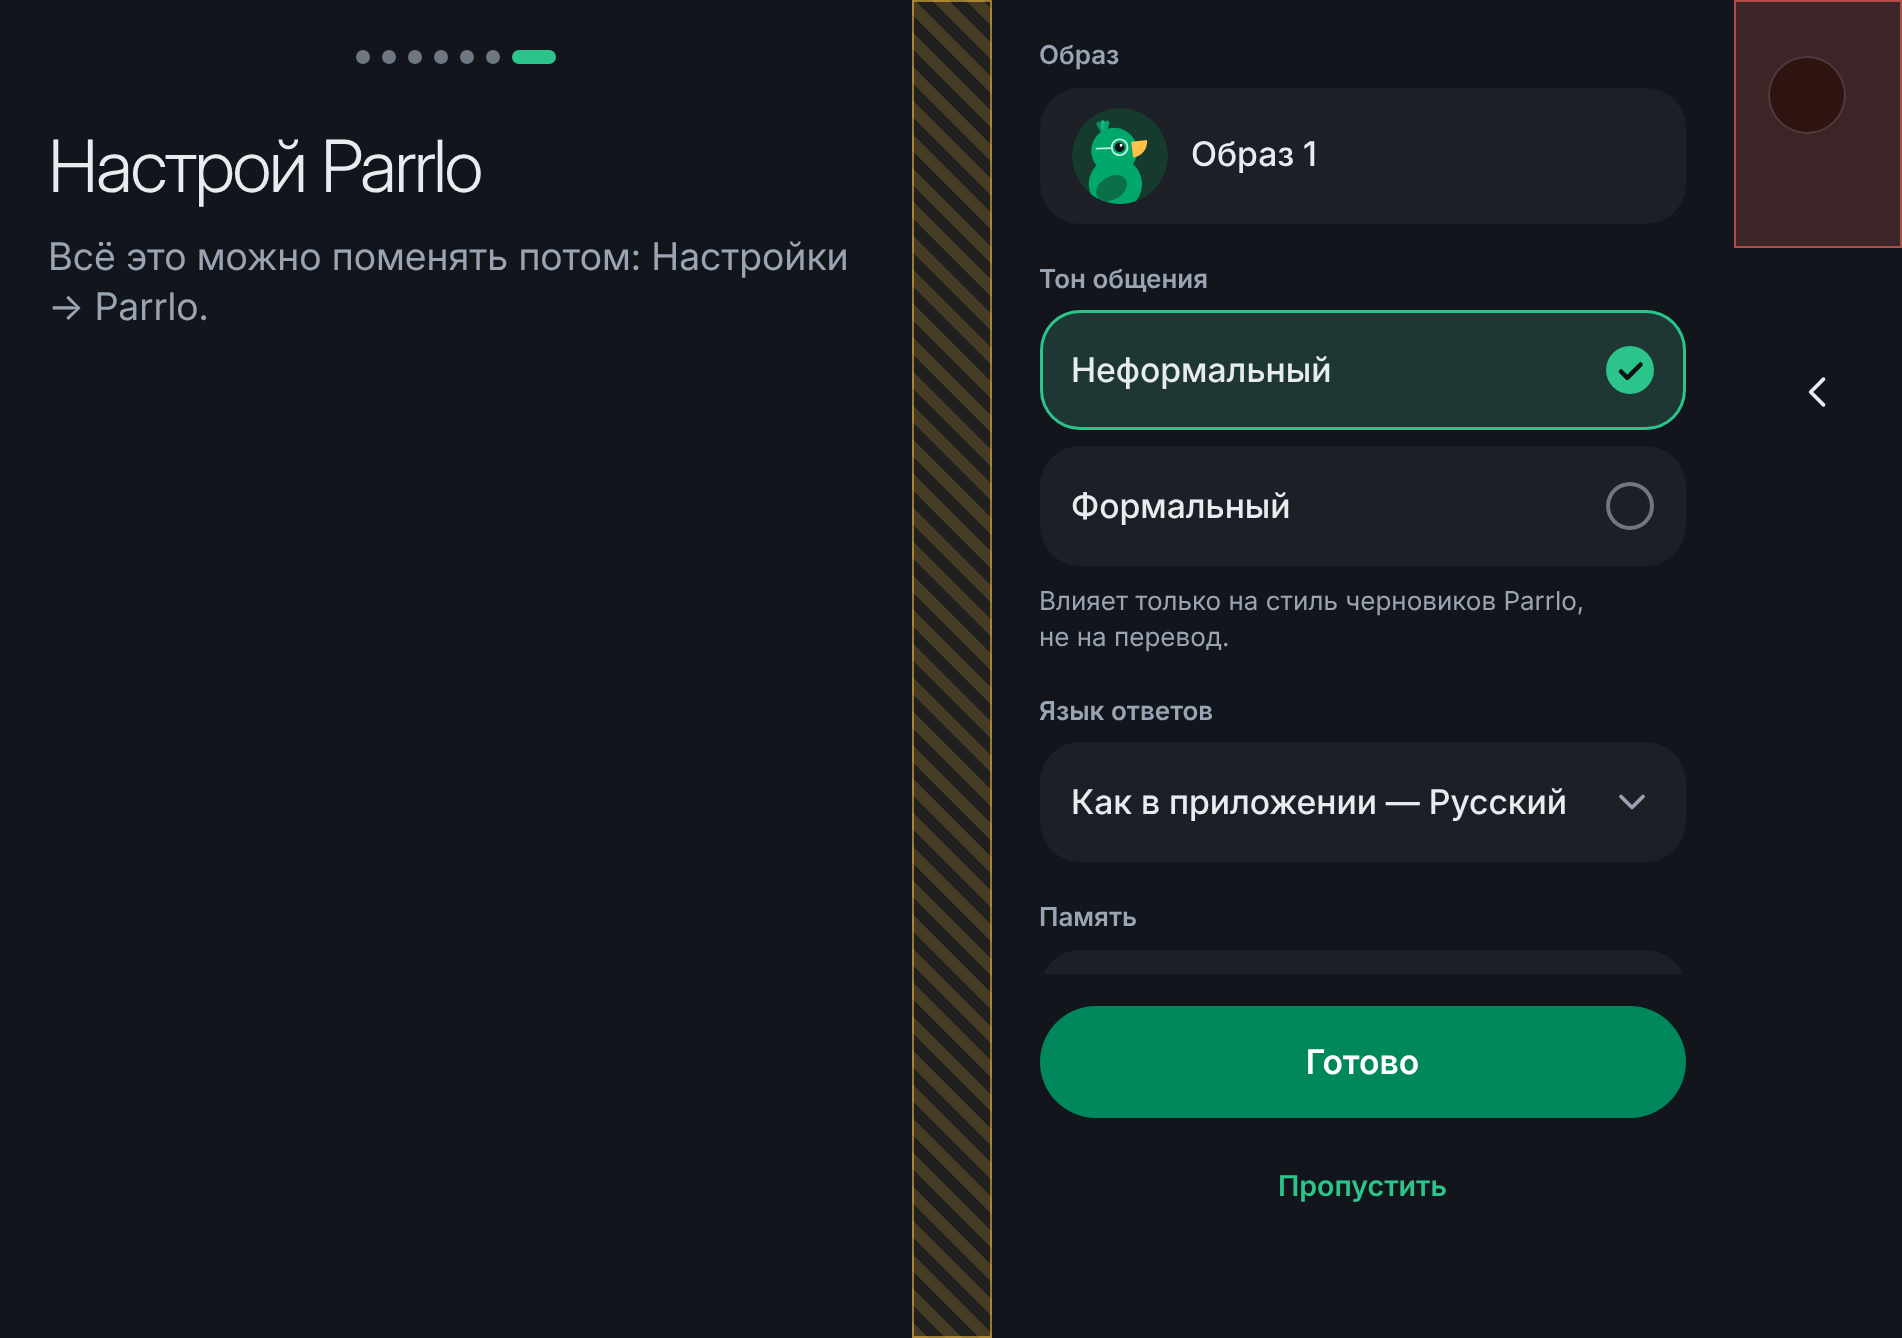 Настрой Parrlo
Всё это можно поменять потом: Настройки
→ Parrlo.
Образ
Образ 1
Тон общения
Неформальный
Формальный
Влияет только на стиль черновиков Parrlo,
не на перевод.
Язык ответов
Как в приложении — Русский
Память
Готово
Пропустить